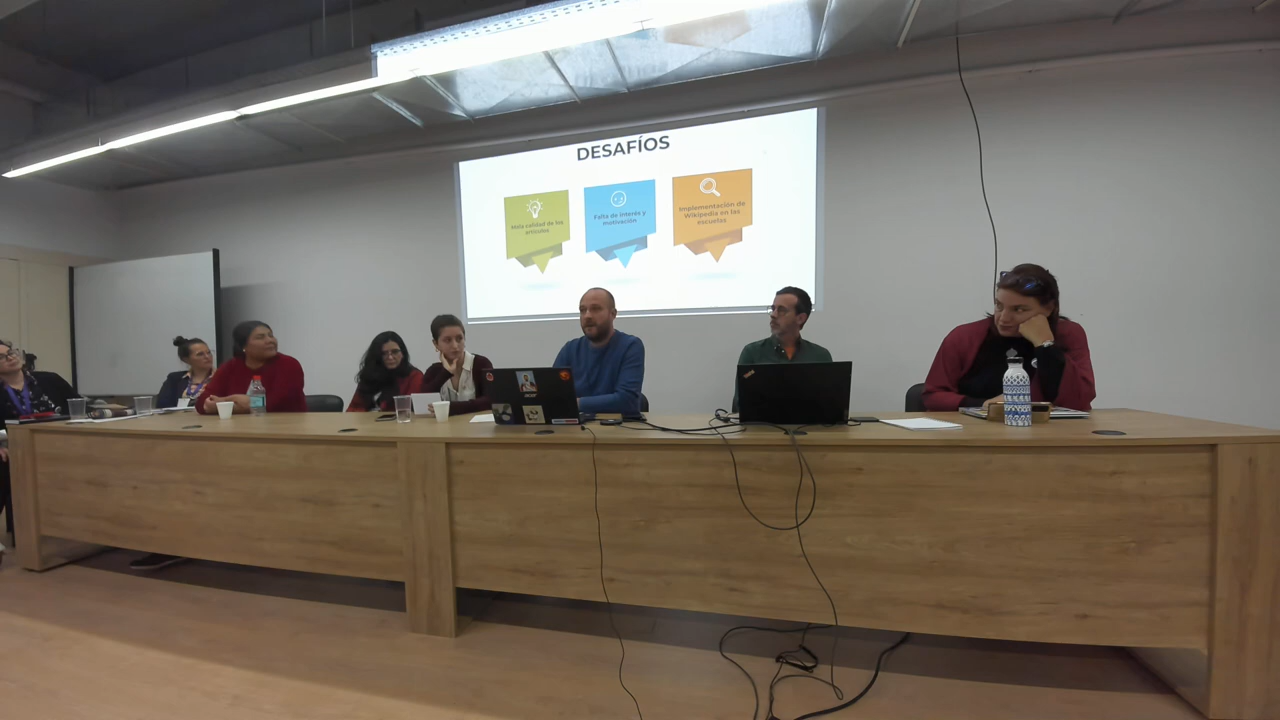 DESAFÍOS
Mala calidad de los
artículos
Falta de interés y
motivación
Implementación de
Wikipedia en las
escuelas